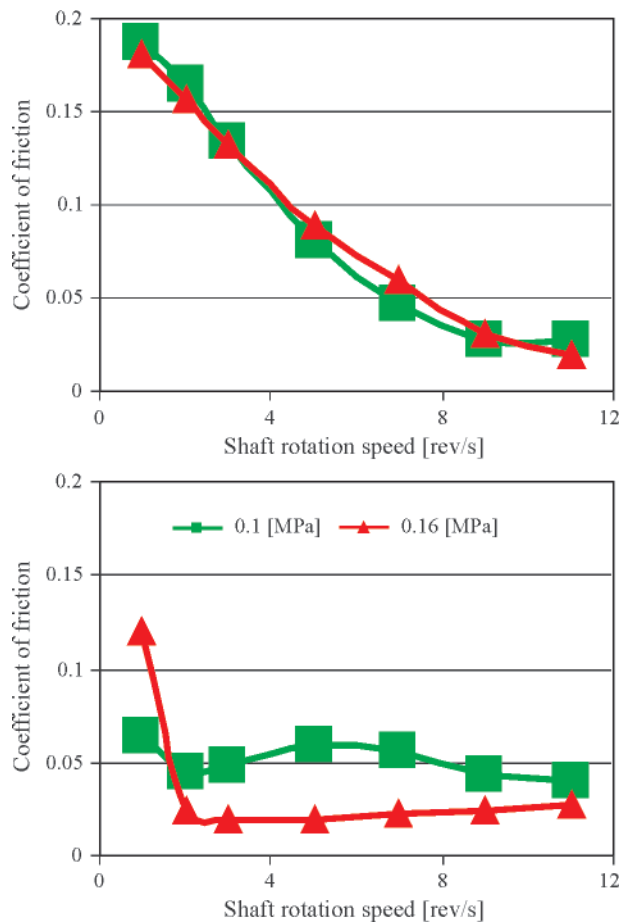 0.2
0.15
0.1
0.05
0
Coefficient of friction
0 4 8 12
Shaft rotation speed [rev/s]
0.2
0.1 [MPa] 0.16 [MPa]
0.15
0.1
0.05
0
Coefficient of friction
0 4 8 12
Shaft rotation speed [rev/s]